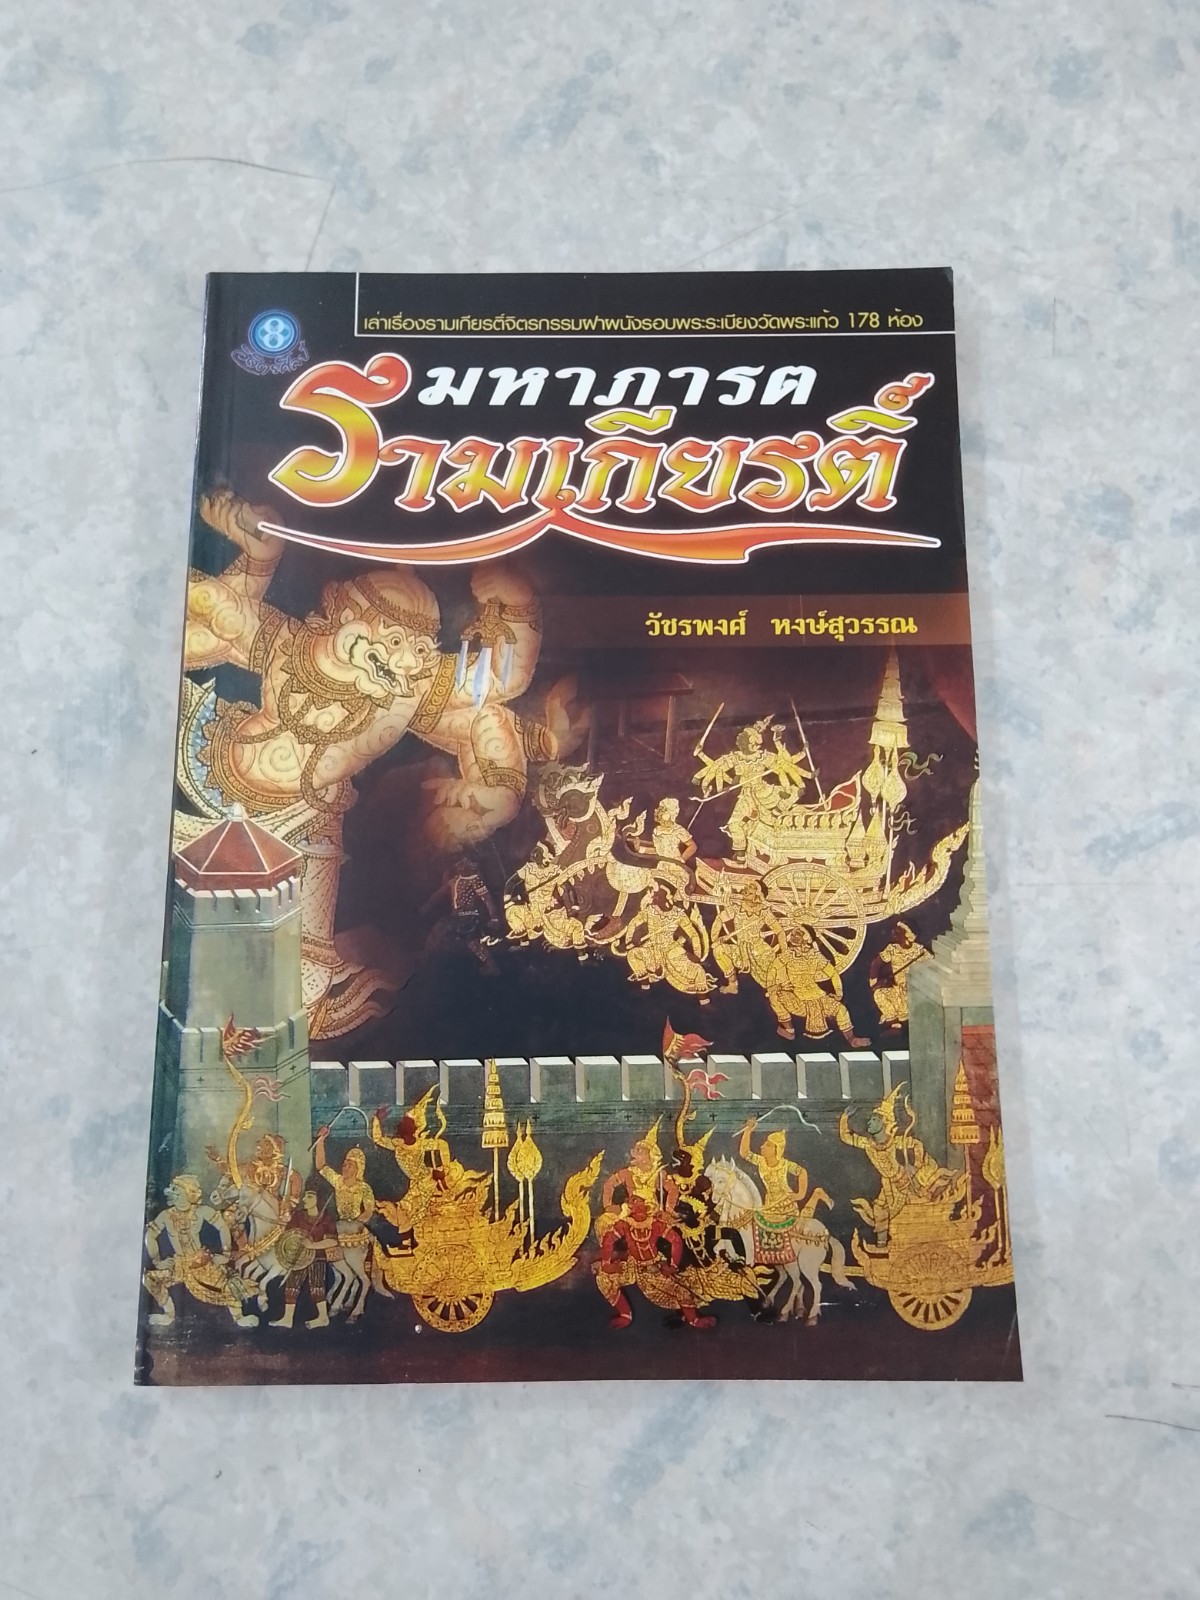 เล่าเรื่องรามเกียรติ์จิตรกรรมฝาผนังรอบพระระเบียงวัดพระแก้ว 178 ห้อง
มหาภารต
รามเกียรติ์
วัชรพงศ์ หงษ์สุวรรณ